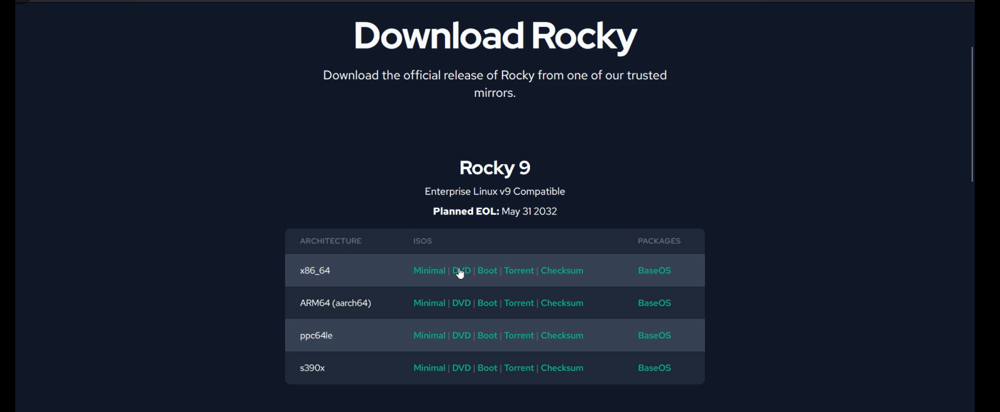 Download Rocky
Download the official release of Rocky from one of our trusted
mirrors.
Rocky 9
Enterprise Linux v9 Compatible
Planned EOL: May 31 2032
ARCHITECTURE ISOS PACKAGES
x86_64 Minimal | DVD | Boot | Torrent | Checksum BaseOS
ARM64 (aarch64) Minimal | DVD | Boot | Torrent | Checksum BaseOS
ppc64le Minimal | DVD | Boot | Torrent | Checksum BaseOS
s390x Minimal | DVD | Boot | Torrent | Checksum BaseOS